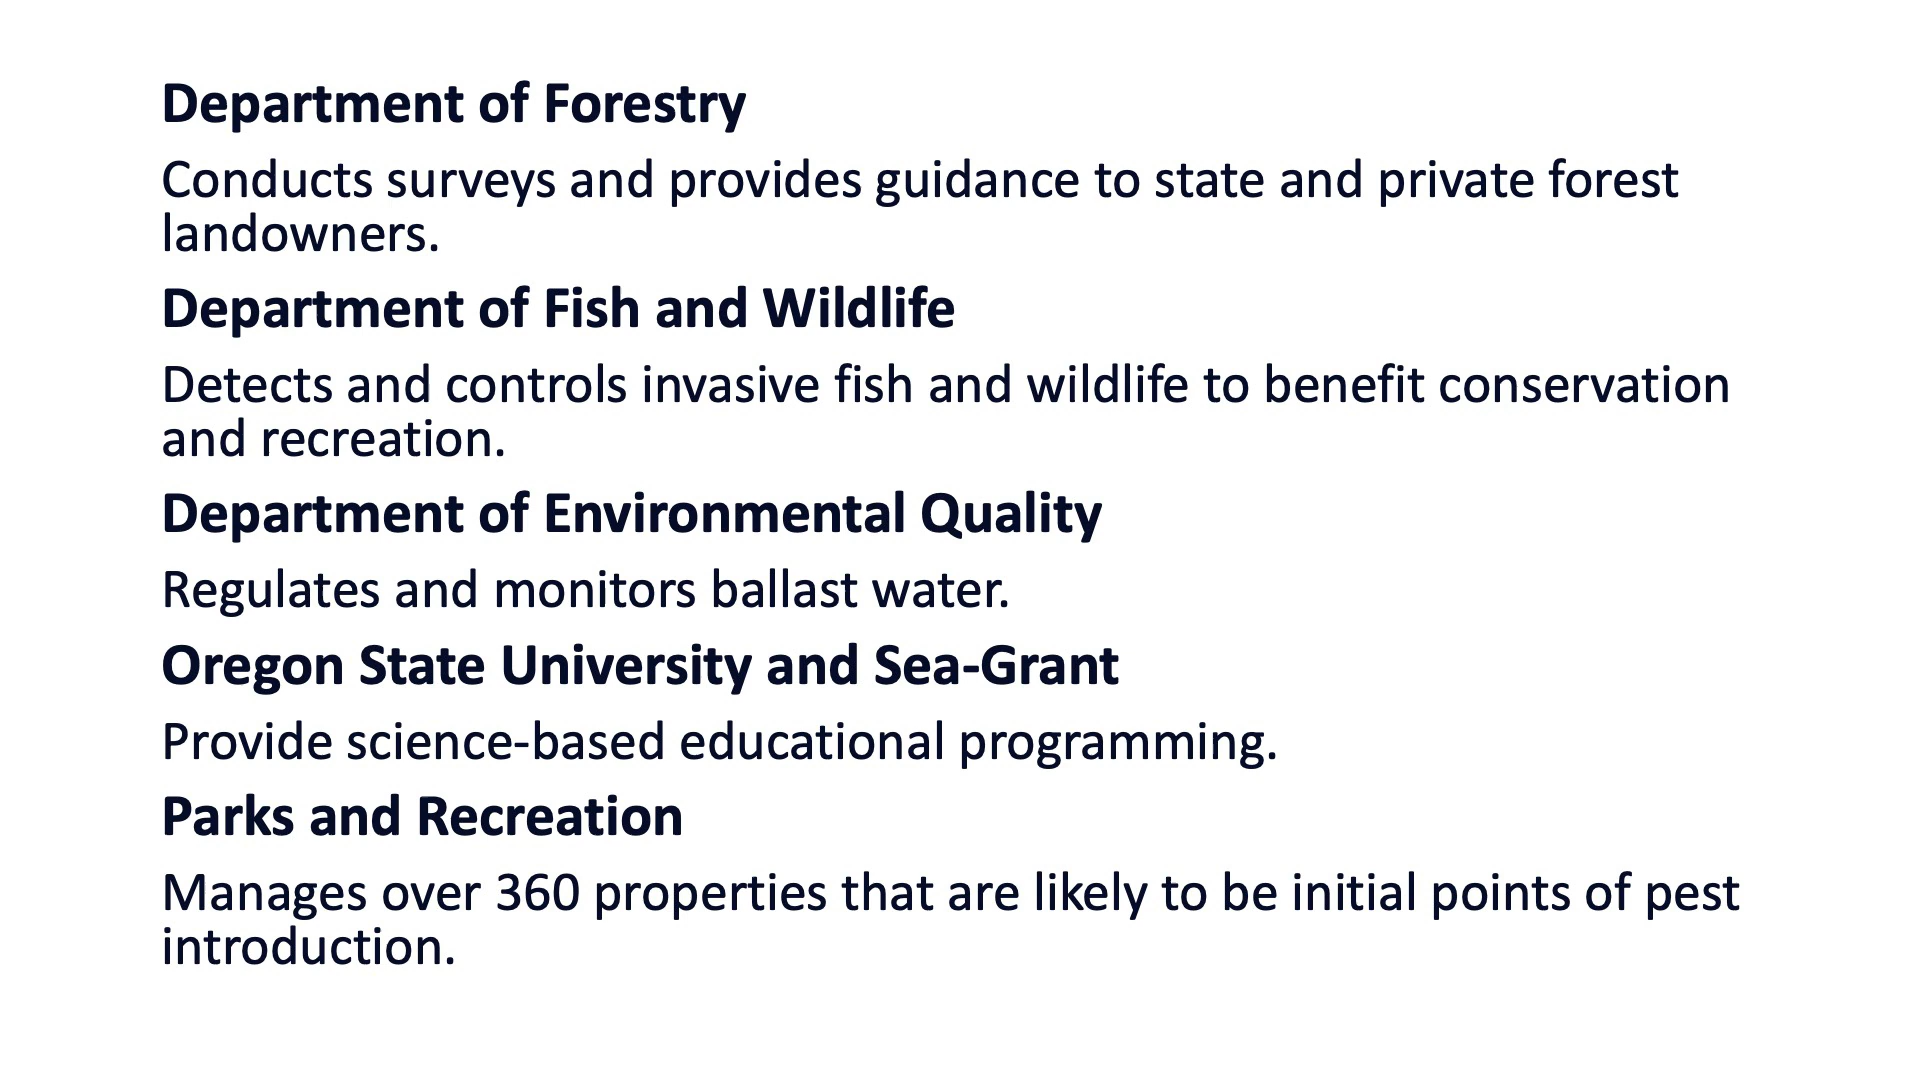 Department of Forestry
Conducts surveys and provides guidance to state and private forest
landowners.
Department of Fish and Wildlife
Detects and controls invasive fish and wildlife to benefit conservation
and recreation.
Department of Environmental Quality
Regulates and monitors ballast water.
Oregon State University and Sea-Grant
Provide science-based educational programming.
Parks and Recreation
Manages over 360 properties that are likely to be initial points of pest
introduction.